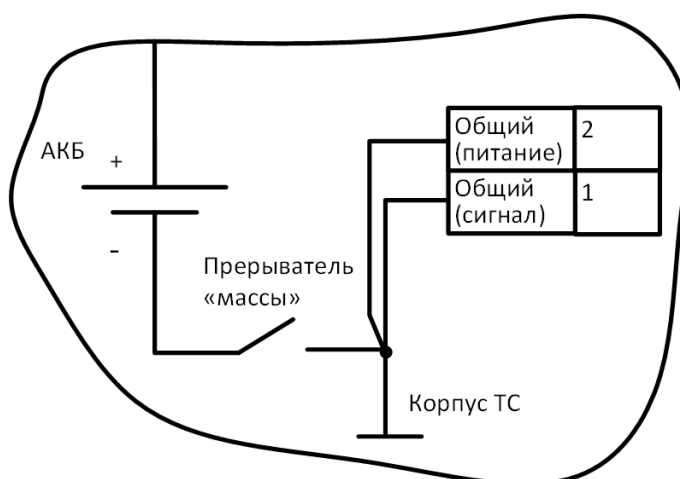 АКБ
+
-
Прерыватель
«массы»
Общий
(питание)
2
Общий
(сигнал)
1
Корпус ТС